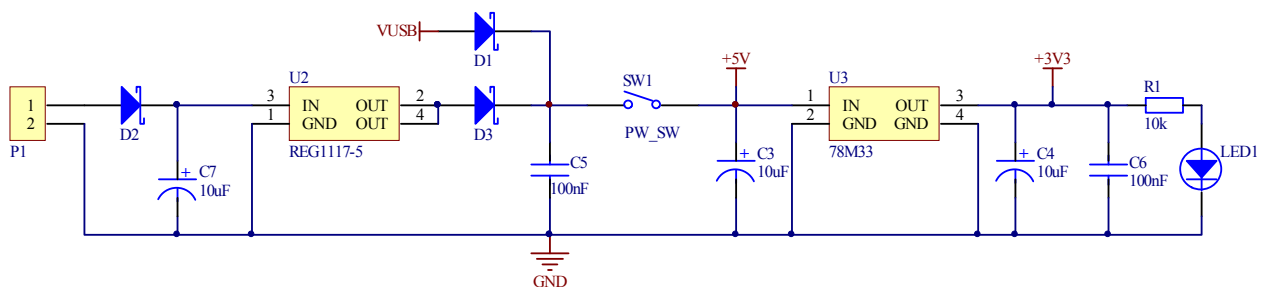 VUSB
D1
+5V
+3V3
U2
SW1
U3
R1
1
2
P1
D2
3
1
IN OUT
GND OUT
2
4
REG1117-5
D3
PW_SW
1
2
IN OUT
GND GND
3
4
78M33
10k
LED1
+ C7
10uF
C5
100nF
+ C3
10uF
+ C4
10uF
C6
100nF
GND